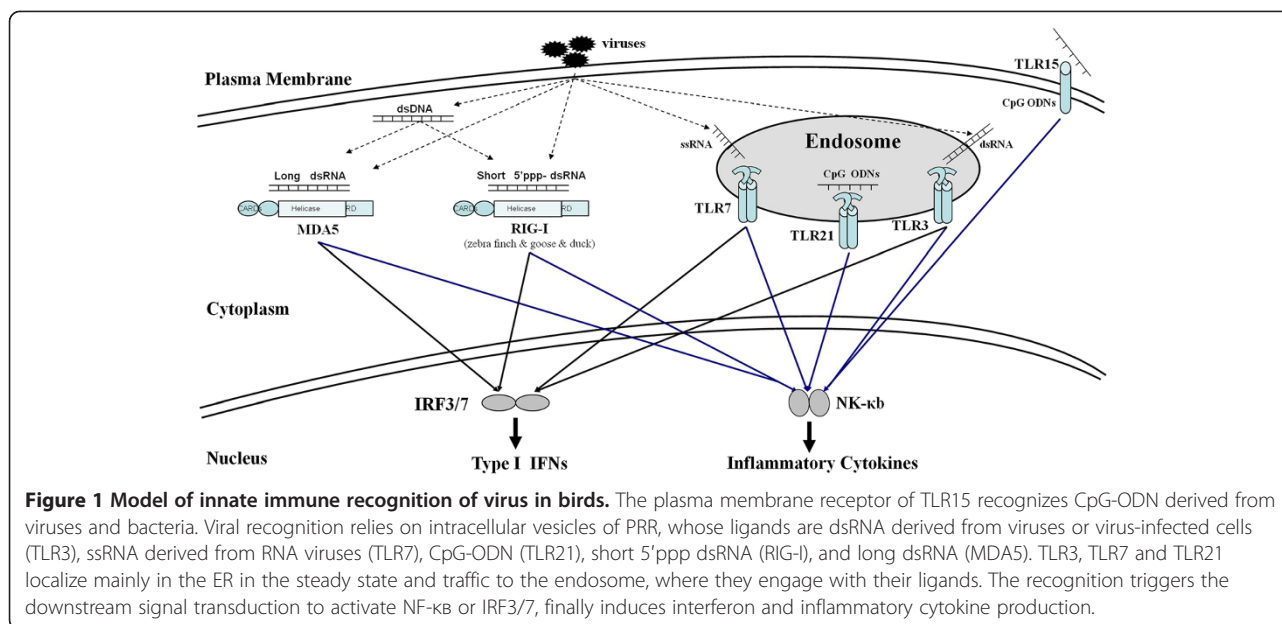 viruses
Plasma Membrane
TLR15
CpG ODNs
dsDNA
ssRNA
Endosome
dsRNA
Long dsRNA
Short 5'ppp- dsRNA
CpG ODNs
CARDs Helicase RD
CARDs Helicase RD
MDA5
RIG-I
(zebra finch & goose & duck)
TLR7
TLR21
TLR3
Cytoplasm
IRF3/7
NK-κb
Nucleus
Type I IFNs
Inflammatory Cytokines
Figure 1 Model of innate immune recognition of virus in birds. The plasma membrane receptor of TLR15 recognizes CpG-ODN derived from
viruses and bacteria. Viral recognition relies on intracellular vesicles of PRR, whose ligands are dsRNA derived from viruses or virus-infected cells
(TLR3), ssRNA derived from RNA viruses (TLR7), CpG-ODN (TLR21), short 5'ppp dsRNA (RIG-I), and long dsRNA (MDA5). TLR3, TLR7 and TLR21
localize mainly in the ER in the steady state and traffic to the endosome, where they engage with their ligands. The recognition triggers the
downstream signal transduction to activate NF-κB or IRF3/7, finally induces interferon and inflammatory cytokine production.